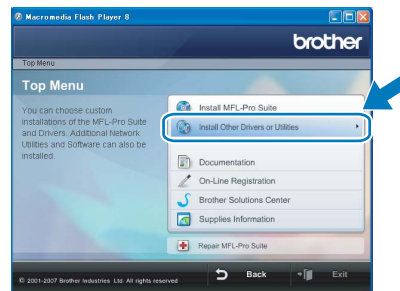 Macromedia Flash Player 8
brother
Top Menu
Top Menu
You can choose custom
installations of the MFL-Pro Suite
and Drivers. Additional Network
Utilities and Software can also be
installed.
Install MFL-Pro Suite
Install Other Drivers or Utilities
Documentation
On-Line Registration
Brother Solutions Center
Supplies Information
Repair MFL-Pro Suite
© 2001-2007 Brother Industries Ltd. All rights reserved
Back
Exit